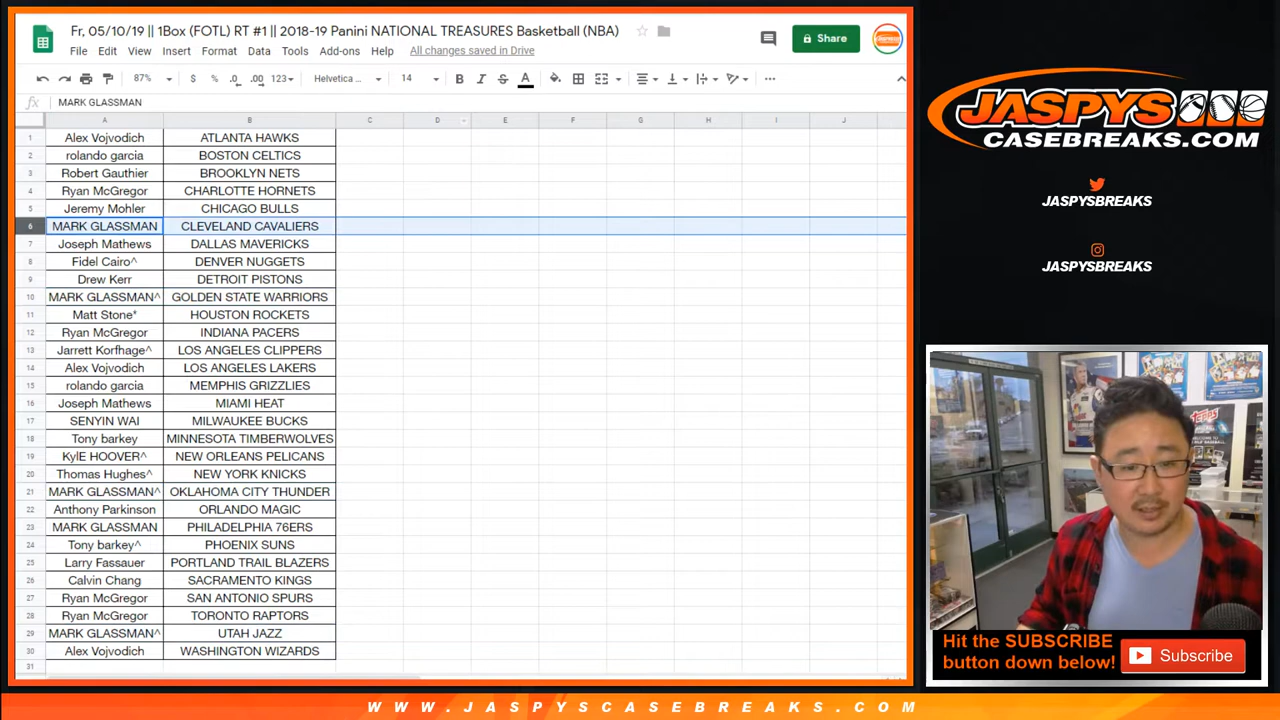 Fr, 05/10/19 || 1Box (FOTL) RT #1 || 2018-19 Panini NATIONAL TREASURES Basketball (NBA)
Share
File Edit View Insert Format Data Tools Add-ons Help All changes saved in Drive
87% $ % .0 .00 123 Helvetica ... 14 B I S A
fx MARK GLASSMAN
A B C D E F G H I J
1 Alex Vojvodich ATLANTA HAWKS
2 rolando garcia BOSTON CELTICS
3 Robert Gauthier BROOKLYN NETS
4 Ryan McGregor CHARLOTTE HORNETS
5 Jeremy Mohler CHICAGO BULLS
6 MARK GLASSMAN CLEVELAND CAVALIERS
7 Joseph Mathews DALLAS MAVERICKS
8 Fidel Cairo^ DENVER NUGGETS
9 Drew Kerr DETROIT PISTONS
10 MARK GLASSMAN^ GOLDEN STATE WARRIORS
11 Matt Stone* HOUSTON ROCKETS
12 Ryan McGregor INDIANA PACERS
13 Jarrett Korfhage^ LOS ANGELES CLIPPERS
14 Alex Vojvodich LOS ANGELES LAKERS
15 rolando garcia MEMPHIS GRIZZLIES
16 Joseph Mathews MIAMI HEAT
17 SENYIN WAI MILWAUKEE BUCKS
18 Tony barkey MINNESOTA TIMBERWOLVES
19 KylE HOOVER^ NEW ORLEANS PELICANS
20 Thomas Hughes^ NEW YORK KNICKS
21 MARK GLASSMAN^ OKLAHOMA CITY THUNDER
22 Anthony Parkinson ORLANDO MAGIC
23 MARK GLASSMAN PHILADELPHIA 76ERS
24 Tony barkey^ PHOENIX SUNS
25 Larry Fassauer PORTLAND TRAIL BLAZERS
26 Calvin Chang SACRAMENTO KINGS
27 Ryan McGregor SAN ANTONIO SPURS
28 Ryan McGregor TORONTO RAPTORS
29 MARK GLASSMAN^ UTAH JAZZ
30 Alex Vojvodich WASHINGTON WIZARDS
31
JASPYS
CASEBREAKS.COM
JASPYSBREAKS
JASPYSBREAKS
TOPPS
Hit the SUBSCRIBE
button down below!
Subscribe
WWW.JASPYSCASEBREAKS.COM